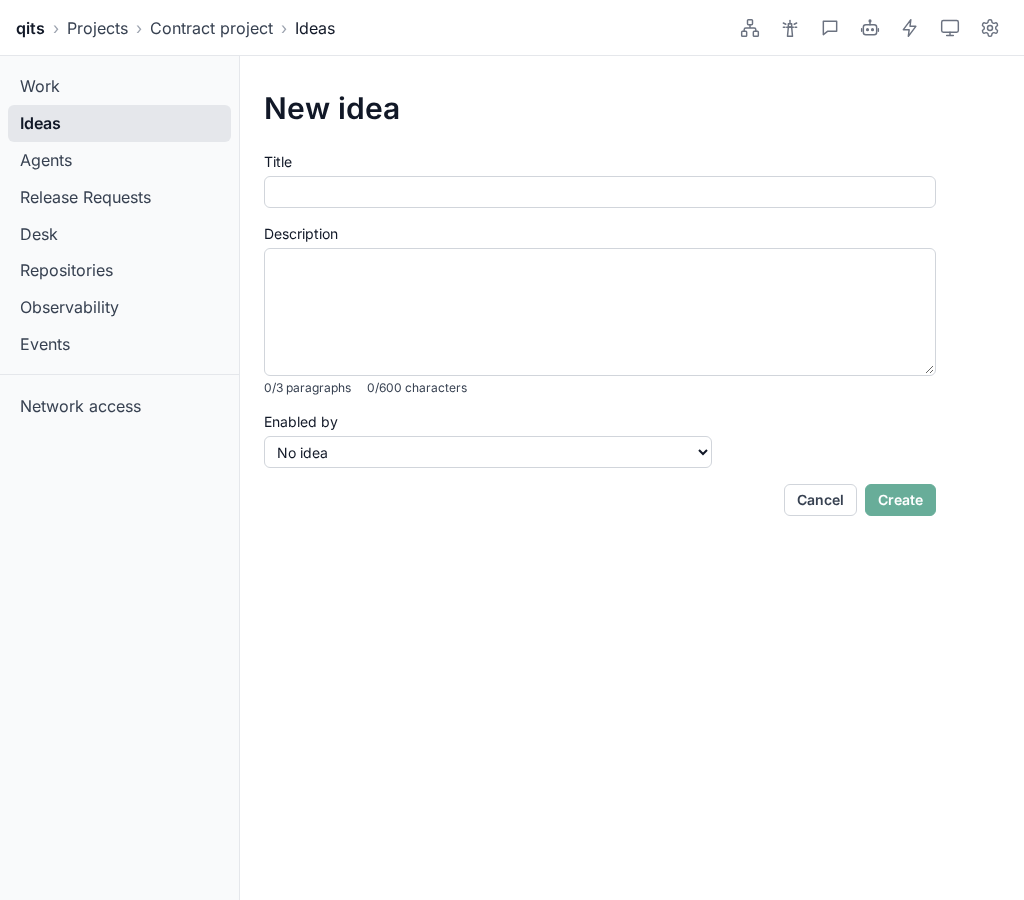 qits › Projects › Contract project › Ideas
Work
Ideas
Agents
Release Requests
Desk
Repositories
Observability
Events
Network access
New idea
Title
Description
0/3 paragraphs 0/600 characters
Enabled by
No idea
Cancel Create